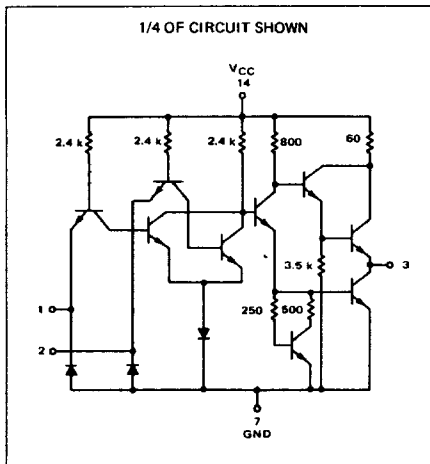 1/4 OF CIRCUIT SHOWN
VCC
14
2.4 k
2.4 k
2.4 k
800
60
3.5 k
3
1
250
500
2
7
GND